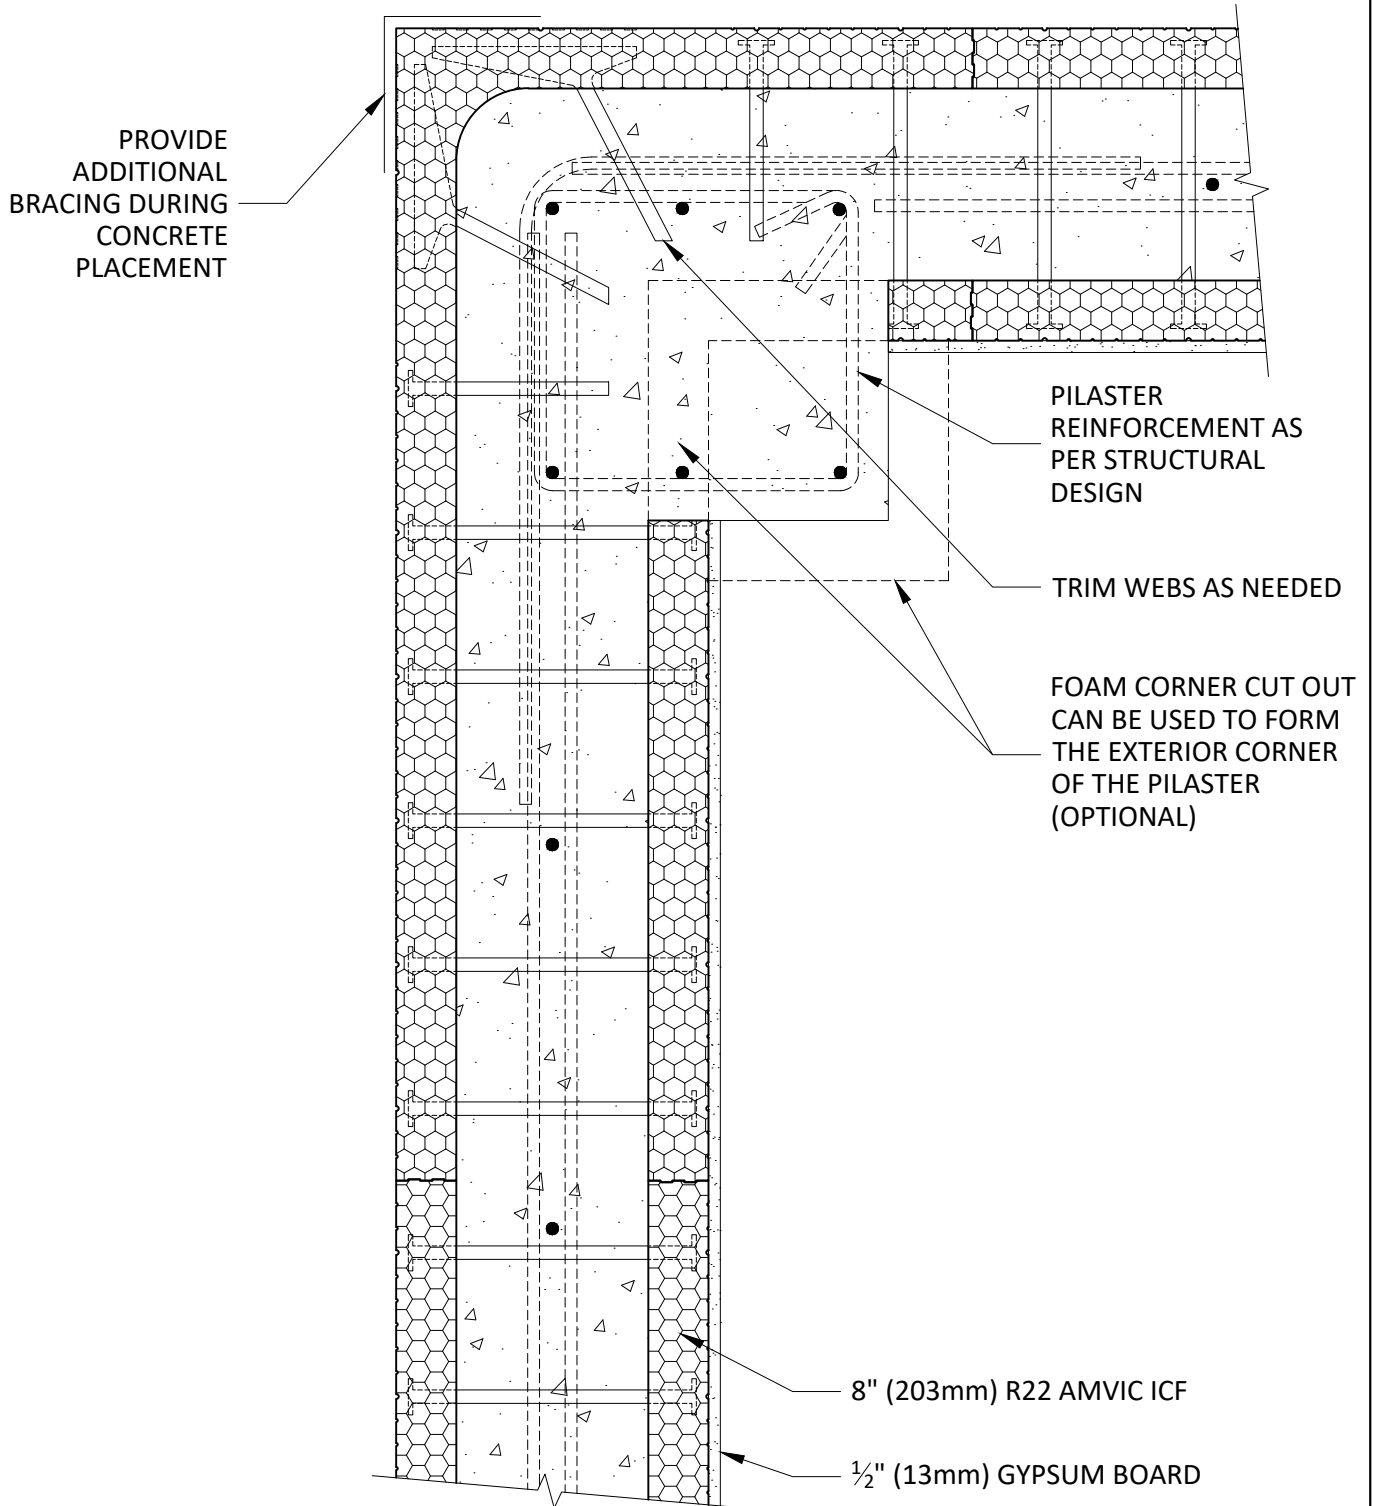 PROVIDE
ADDITIONAL
BRACING DURING
CONCRETE
PLACEMENT
PILASTER
REINFORCEMENT AS
PER STRUCTURAL
DESIGN
TRIM WEBS AS NEEDED
FOAM CORNER CUT OUT
CAN BE USED TO FORM
THE EXTERIOR CORNER
OF THE PILASTER
(OPTIONAL)
8" (203mm) R22 AMVIC ICF
½" (13mm) GYPSUM BOARD